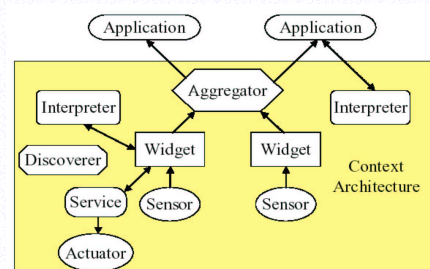 Application
Application
Aggregator
Interpreter
Interpreter
Widget
Widget
Discoverer
Context
Architecture
Service
Sensor
Sensor
Actuator